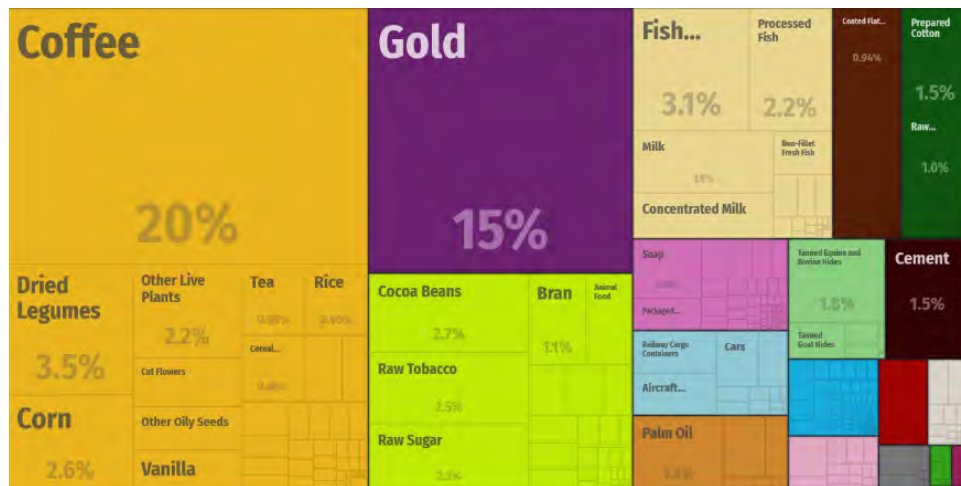 Coffee
20%
Dried
Legumes
3.5%
Corn
2.6%
Other Live
Plants
2.2%
Cut Flowers
Other Oily Seeds
Vanilla
Tea
Rice
Cereal...
Gold
15%
Cocoa Beans
2.7%
Raw Tobacco
2.5%
Raw Sugar
Bran
1.1%
Animal
Food
Fish...
3.1%
Processed
Fish
2.2%
Milk
Concentrated Milk
Non-Fillet
Fresh Fish
Coated Flat...
0.94%
Prepared
Cotton
1.5%
Raw...
1.0%
Soap
Packaged...
Railway Cargo
Containers
Aircraft...
Cars
Palm Oil
Tanned Equine and
Bovine Hides
Tanned
Goat Hides
Cement
1.5%